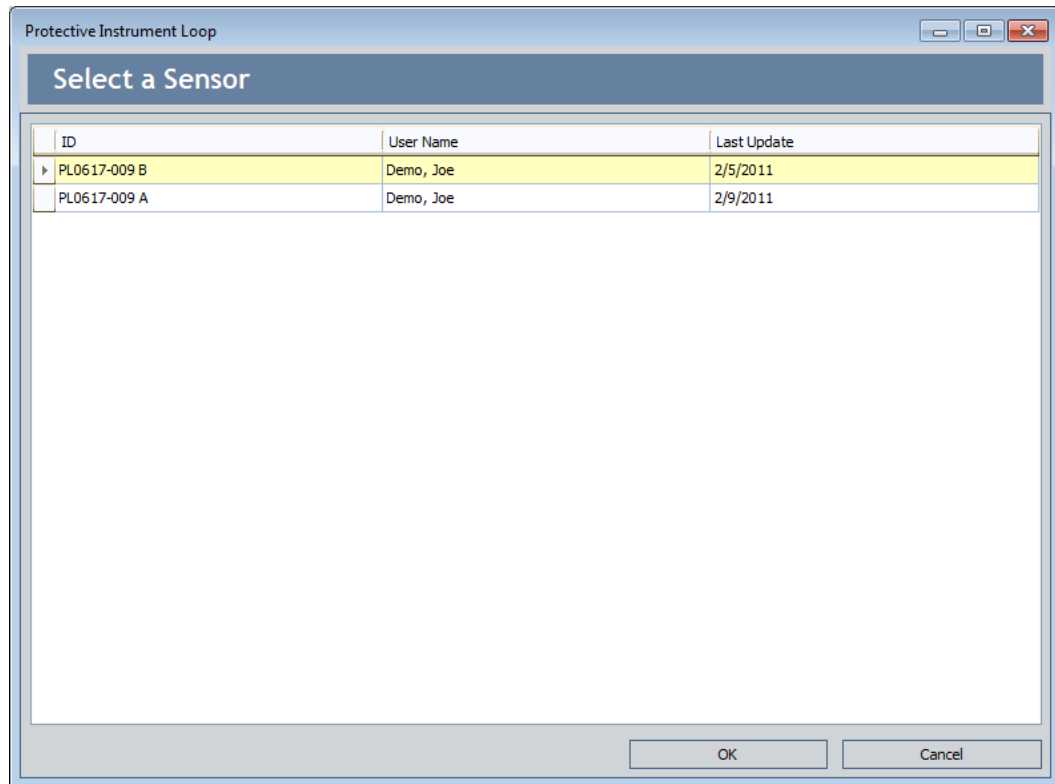 Protective Instrument Loop
Select a Sensor
ID User Name Last Update
PL0617-009 B Demo, Joe 2/5/2011
PL0617-009 A Demo, Joe 2/9/2011
OK Cancel